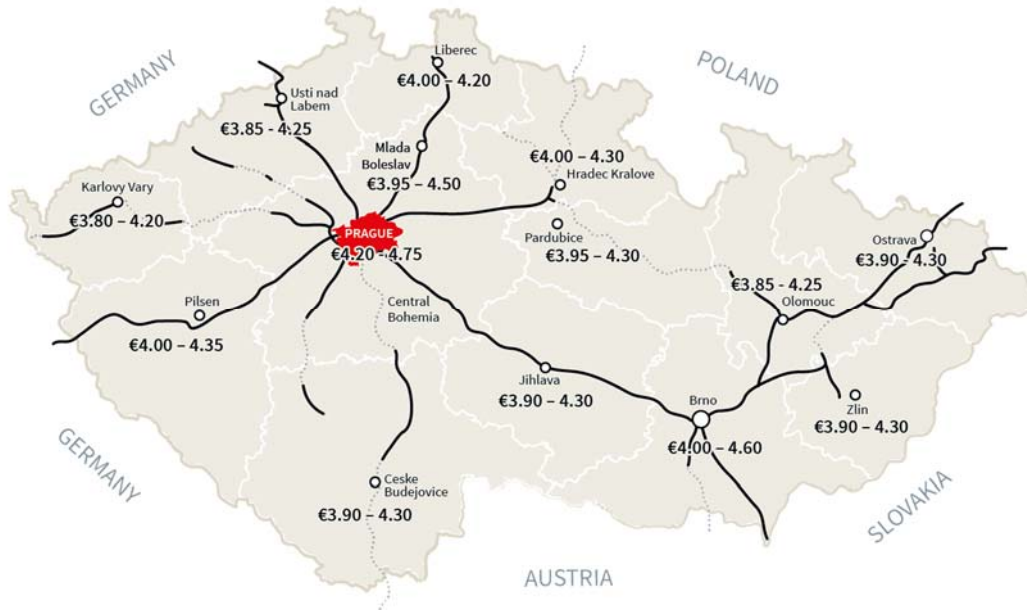 GERMANY
POLAND
Liberec
€4.00 – 4.20
Usti nad
Labem
€3.85 - 4.25
Mlada
Boleslav
€3.95 – 4.50
€4.00 – 4.30
Hradec Kralove
Karlovy Vary
€3.80 – 4.20
PRAGUE
€4.20 – 4.75
Pardubice
€3.95 – 4.30
Ostrava
€3.90 - 4.30
€3.85 - 4.25
Olomouc
Pilsen
€4.00 – 4.35
Central
Bohemia
Jihlava
€3.90 – 4.30
Brno
€4.00 – 4.60
Zlin
€3.90 – 4.30
GERMANY
Ceske
Budejovice
€3.90 – 4.30
SLOVAKIA
AUSTRIA